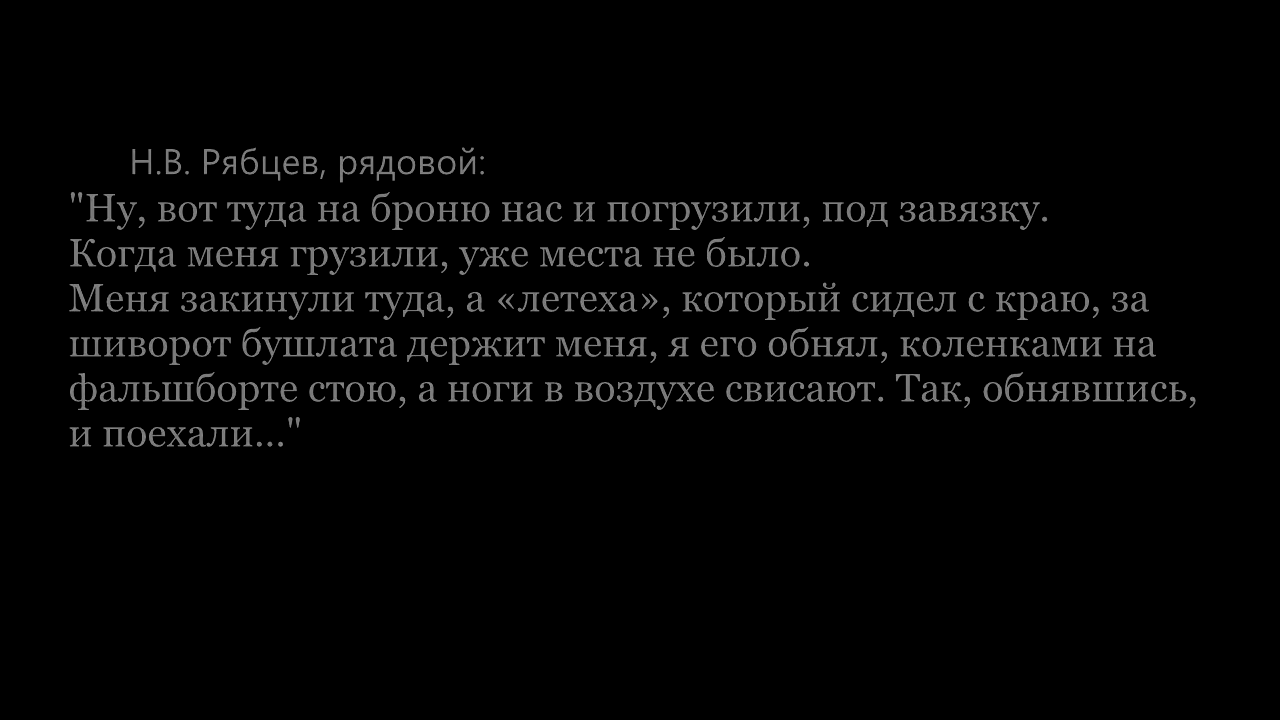 Н.В. Рябцев, рядовой:
"Ну, вот туда на броню нас и погрузили, под завязку.
Когда меня грузили, уже места не было.
Меня закинули туда, а «летеха», который сидел с краю, за
шиворот бушлата держит меня, я его обнял, коленками на
фальшборте стою, а ноги в воздухе свисают. Так, обнявшись,
и поехали..."